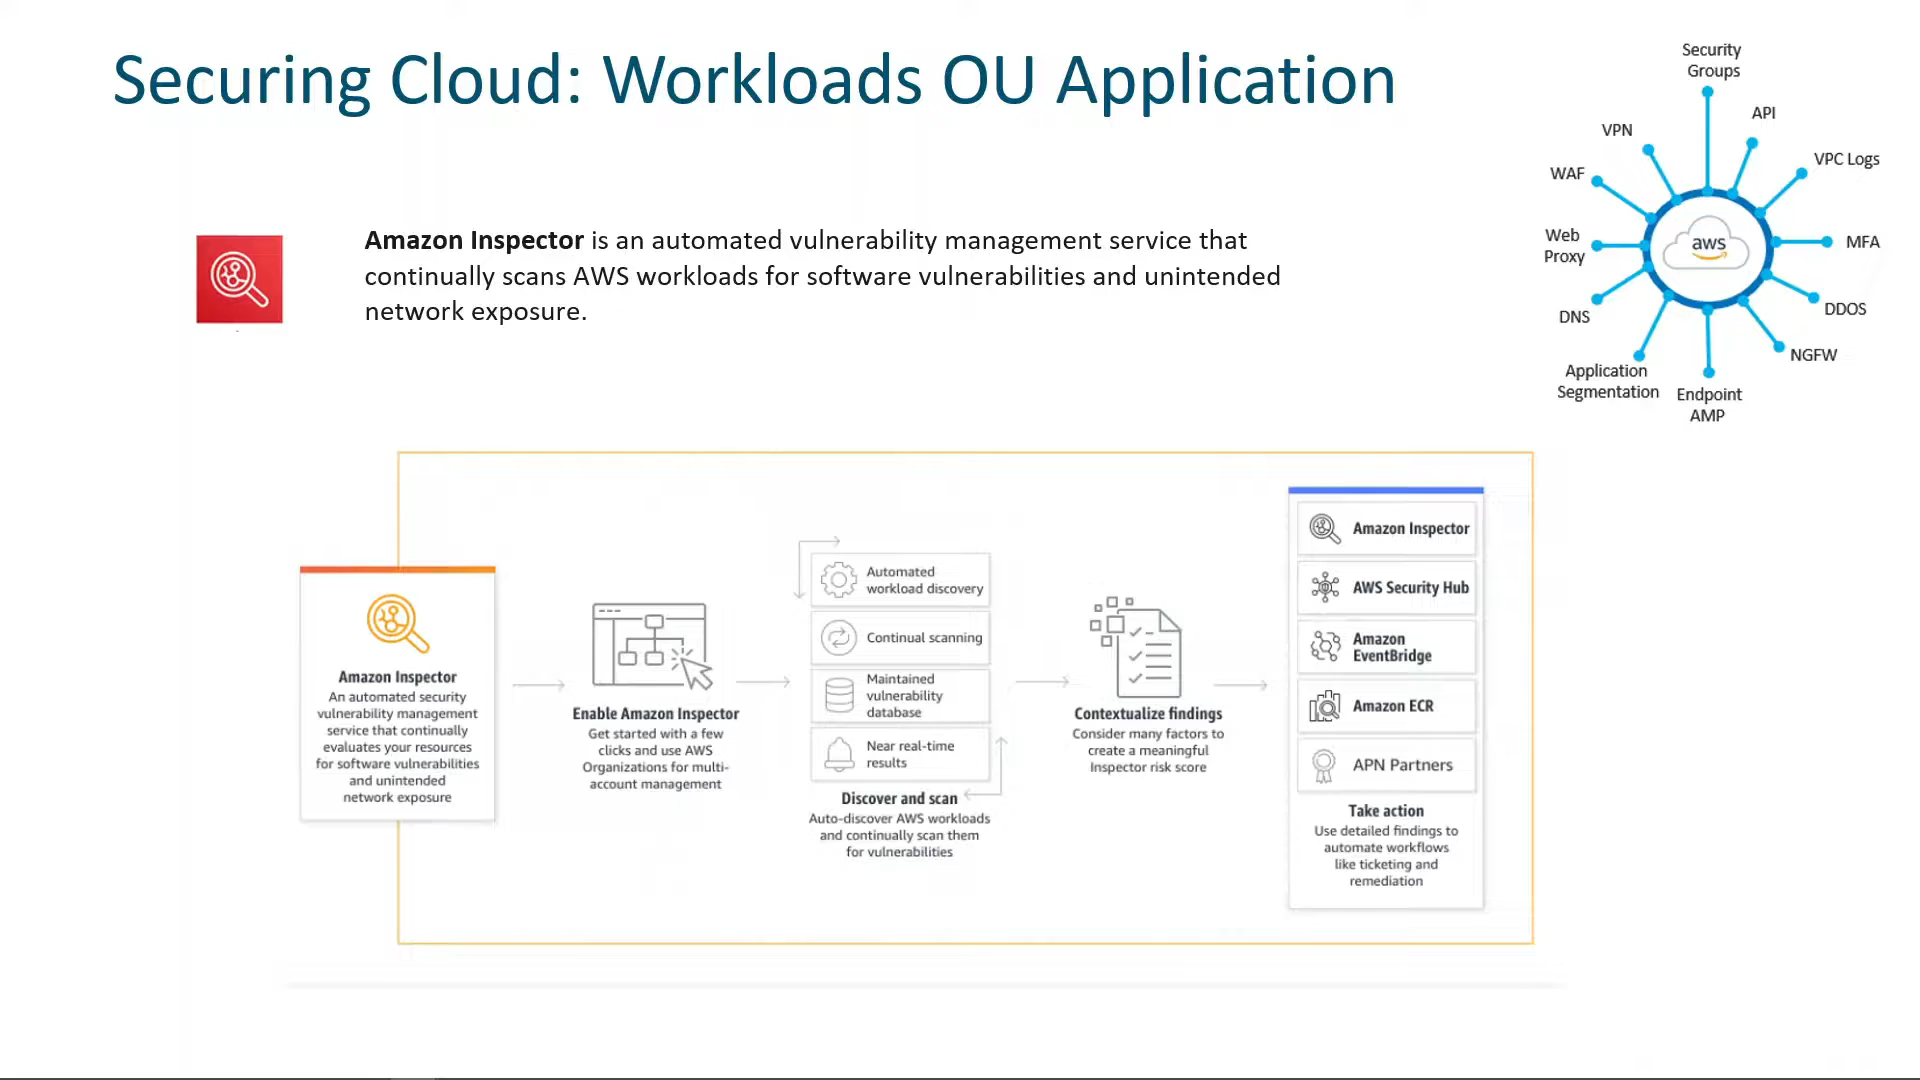 Securing Cloud: Workloads OU Application
Amazon Inspector is an automated vulnerability management service that
continually scans AWS workloads for software vulnerabilities and unintended
network exposure.
Security
Groups
API
VPN
VPC Logs
WAF
aws
MFA
Web
Proxy
DDOS
DNS
NGFW
Application
Segmentation
Endpoint
AMP
Amazon Inspector
An automated security
vulnerability management
service that continually
evaluates your resources
for software vulnerabilities
and unintended
network exposure
Enable Amazon Inspector
Get started with a few
clicks and use AWS
Organizations for multi-
account management
Automated
workload discovery
Continual scanning
Maintained
vulnerability
database
Near real-time
results
Discover and scan
Auto-discover AWS workloads
and continually scan them
for vulnerabilities
Contextualize findings
Consider many factors to
create a meaningful
Inspector risk score
Amazon Inspector
AWS Security Hub
Amazon
EventBridge
Amazon ECR
APN Partners
Take action
Use detailed findings to
automate workflows
like ticketing and
remediation